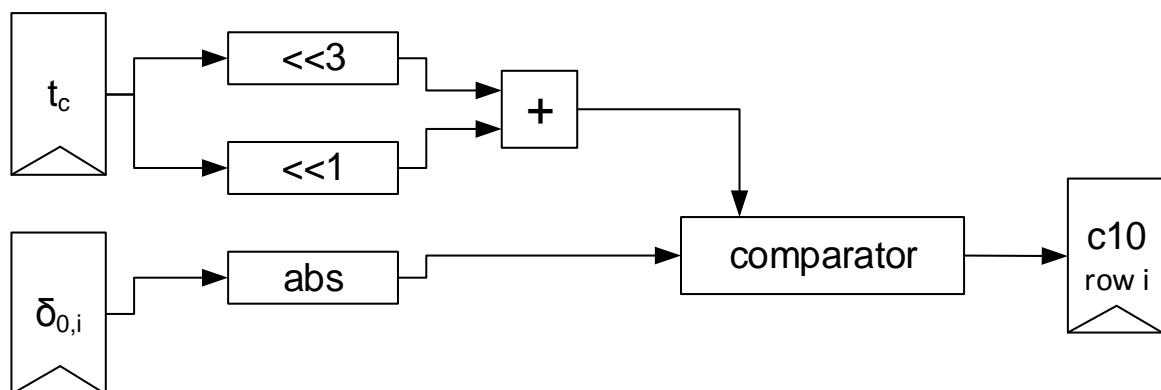 t_c
<<3
<<1
+
δ_0,i
abs
comparator
c10
row i